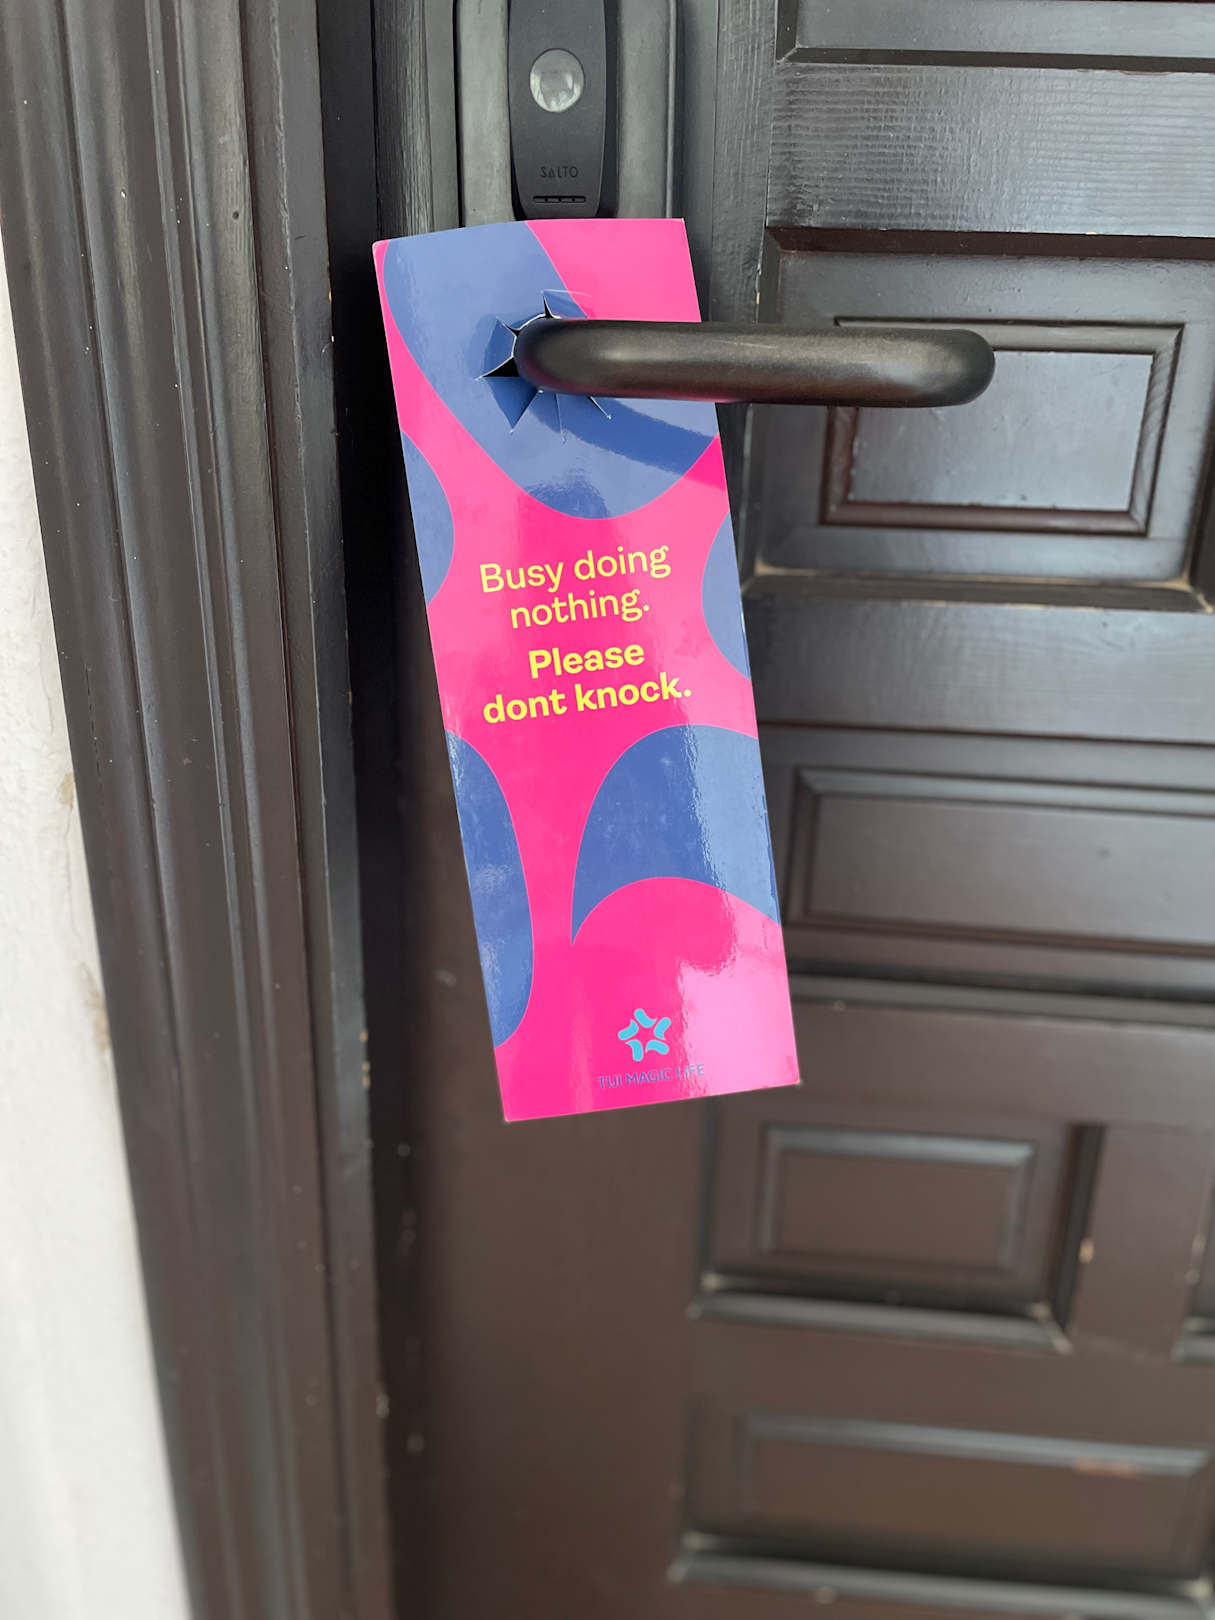 SALTO
Busy doing
nothing.
Please
dont knock.
TUI MAGIC LIFE